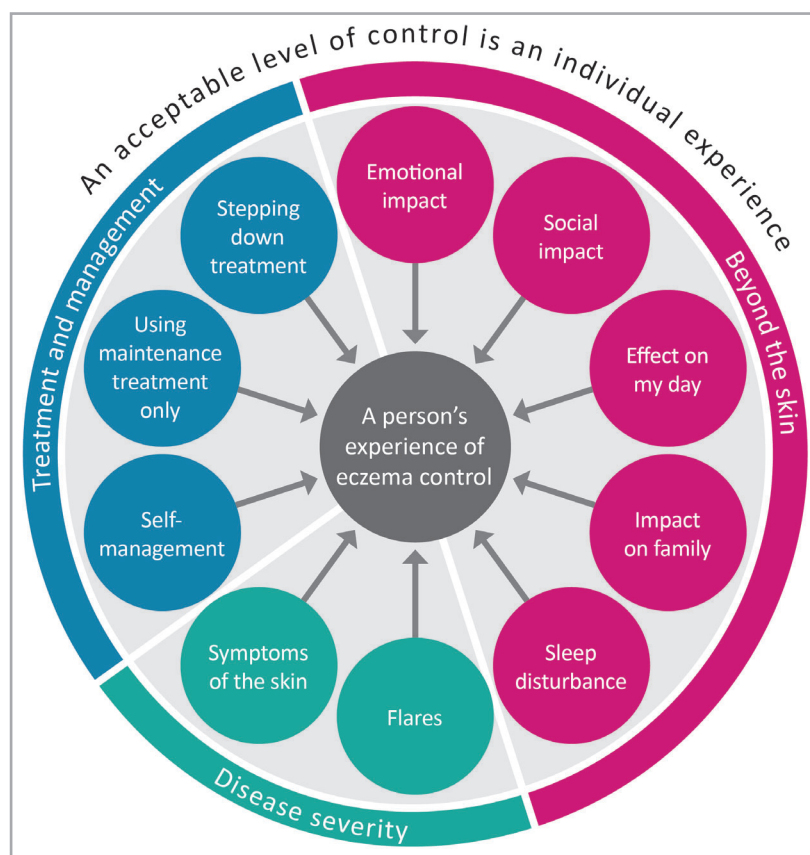 An acceptable level of control is an individual experience
Treatment and management
Beyond the skin
Disease severity
Emotional
impact
Social
impact
Effect on
my day
Impact
on family
Sleep
disturbance
Flares
Symptoms
of the skin
Self-
management
Using
maintenance
treatment
only
Stepping
down
treatment
A person’s
experience of
eczema control